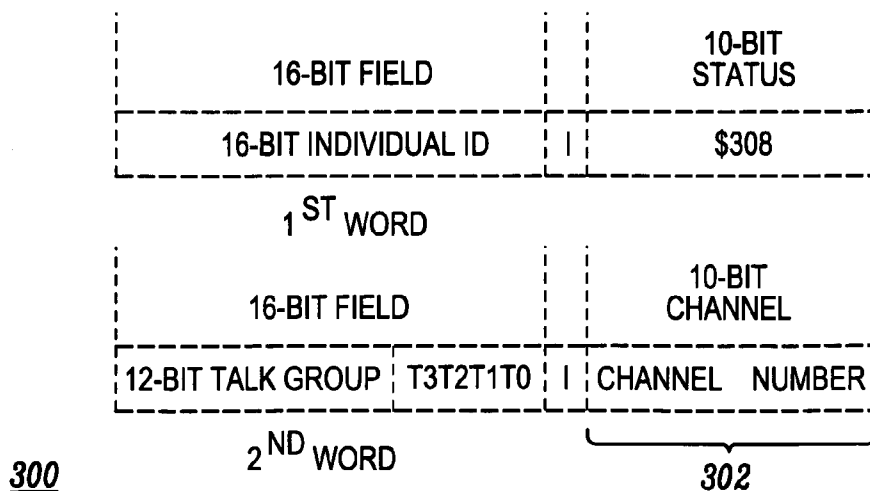 16-BIT FIELD
10-BIT
STATUS
16-BIT INDIVIDUAL ID I $308
1ST WORD
16-BIT FIELD
10-BIT
CHANNEL
12-BIT TALK GROUP T3T2T1T0 I CHANNEL NUMBER
2ND WORD
300
302